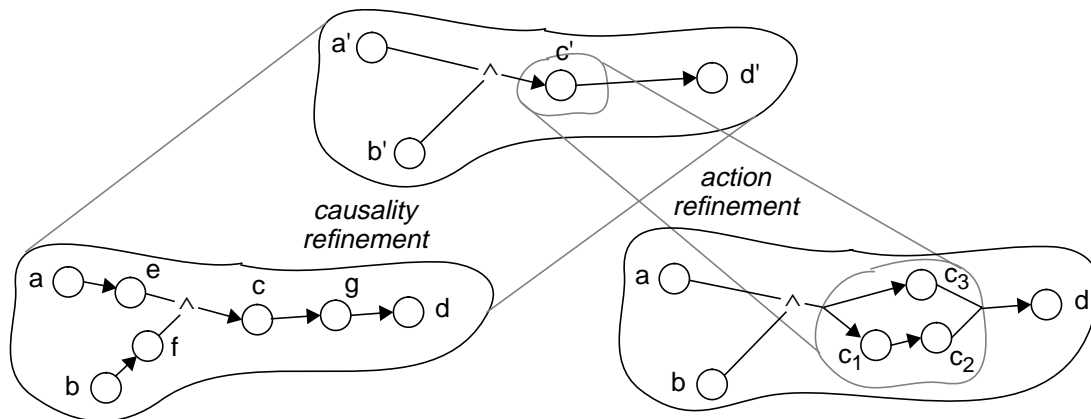 a'
c'
^
d'
b'
causality
refinement
action
refinement
a
e
c
g
d
^
f
b
a
c3
^
d
c1
c2
b